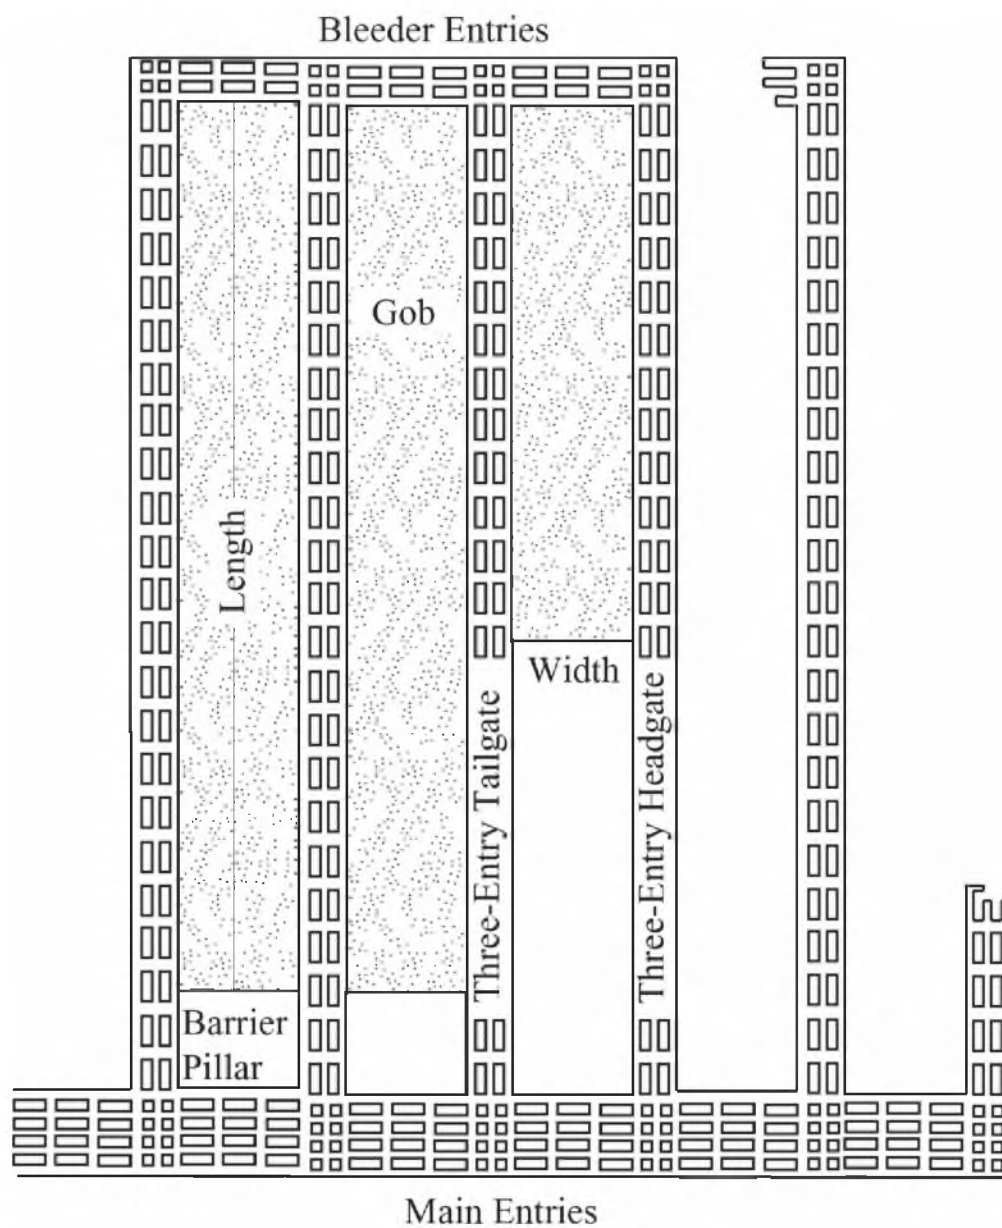 Bleeder Entries
Gob
Length
Width
Three-Entry Tailgate
Three-Entry Headgate
Barrier
Pillar
Main Entries